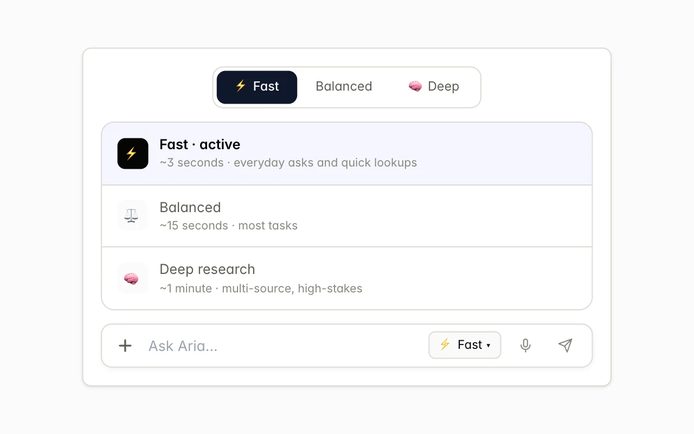 ⚡ Fast
Balanced
🧠 Deep
Fast · active
~3 seconds · everyday asks and quick lookups
Balanced
~15 seconds · most tasks
Deep research
~1 minute · multi-source, high-stakes
Ask Aria...
⚡ Fast ▾